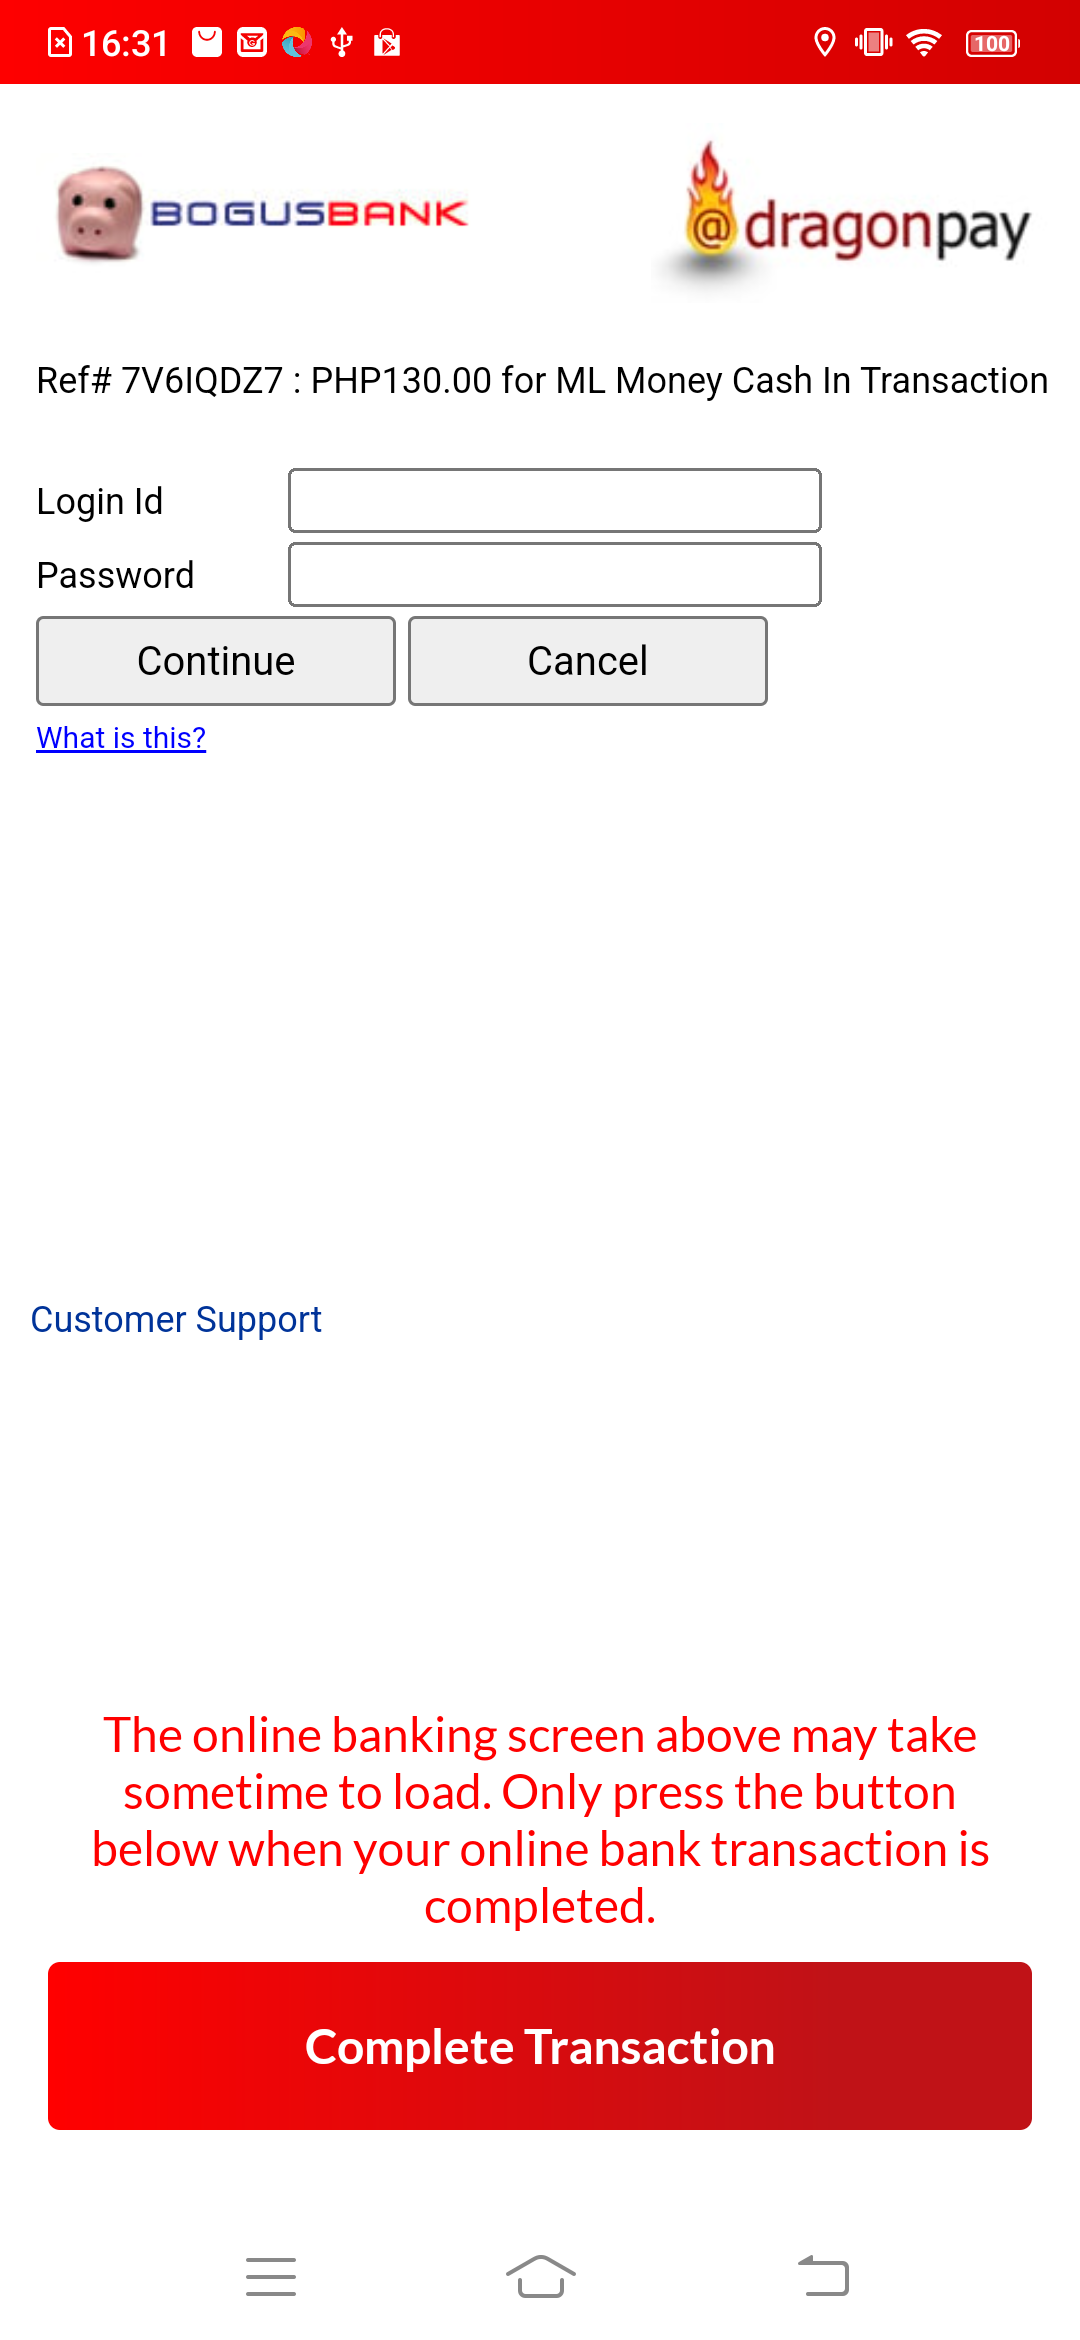 16:31
100
BOGUSBANK
@dragonpay
Ref# 7V6IQDZ7 : PHP130.00 for ML Money Cash In Transaction
Login Id
Password
Continue
Cancel
What is this?
Customer Support
The online banking screen above may take
sometime to load. Only press the button
below when your online bank transaction is
completed.
Complete Transaction